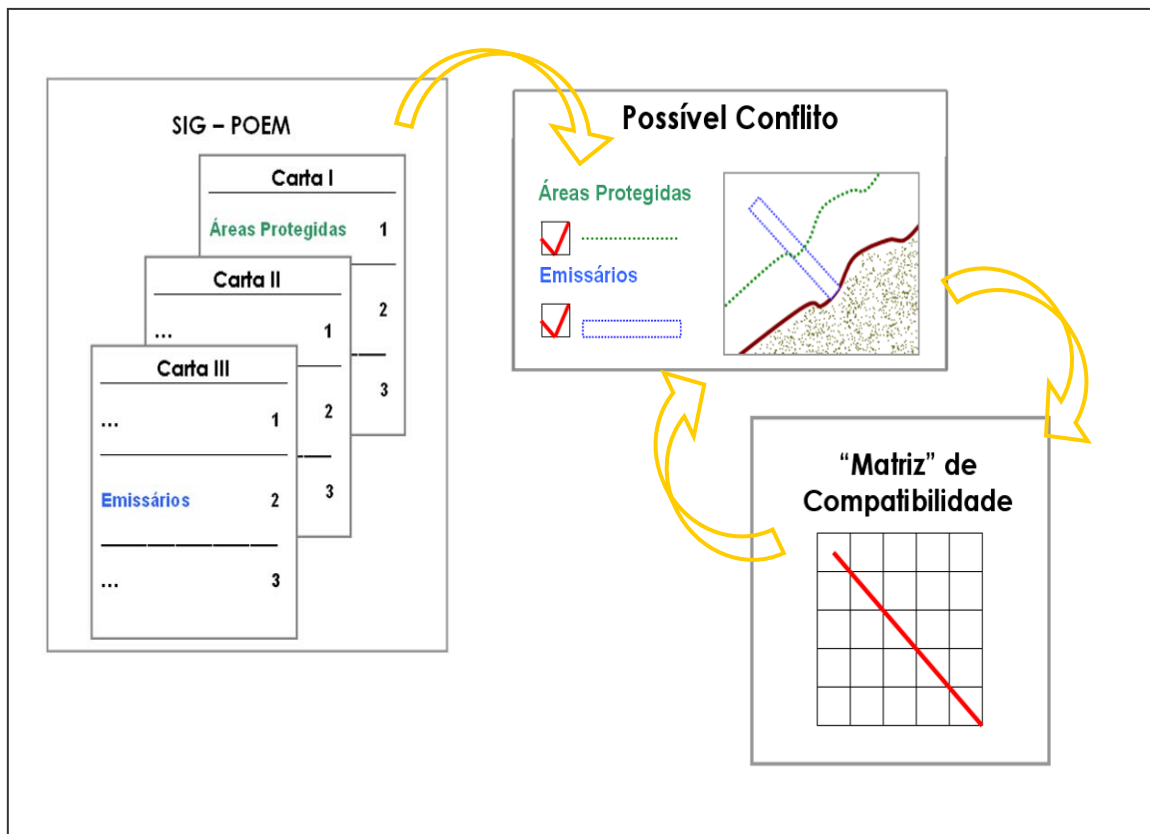 SIG – POEM
Carta I
Áreas Protegidas 1
2
3
Carta II
... 1
2
3
Carta III
... 1
Emissários 2
... 3
Possível Conflito
Áreas Protegidas
Emissários
“Matriz” de
Compatibilidade